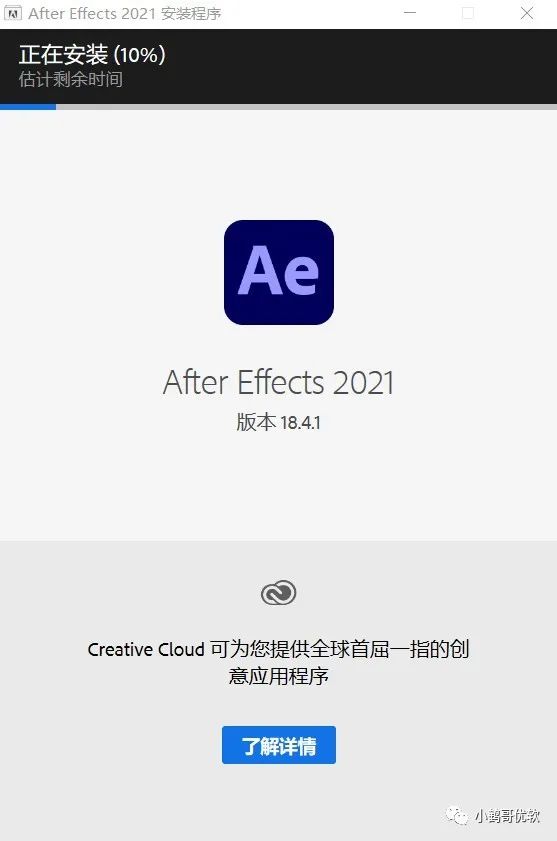 After Effects 2021 安装程序
正在安装 (10%)
估计剩余时间
Ae
After Effects 2021
版本 18.4.1
Creative Cloud 可为您提供全球首屈一指的创
意应用程序
了解详情
小鹤哥优软